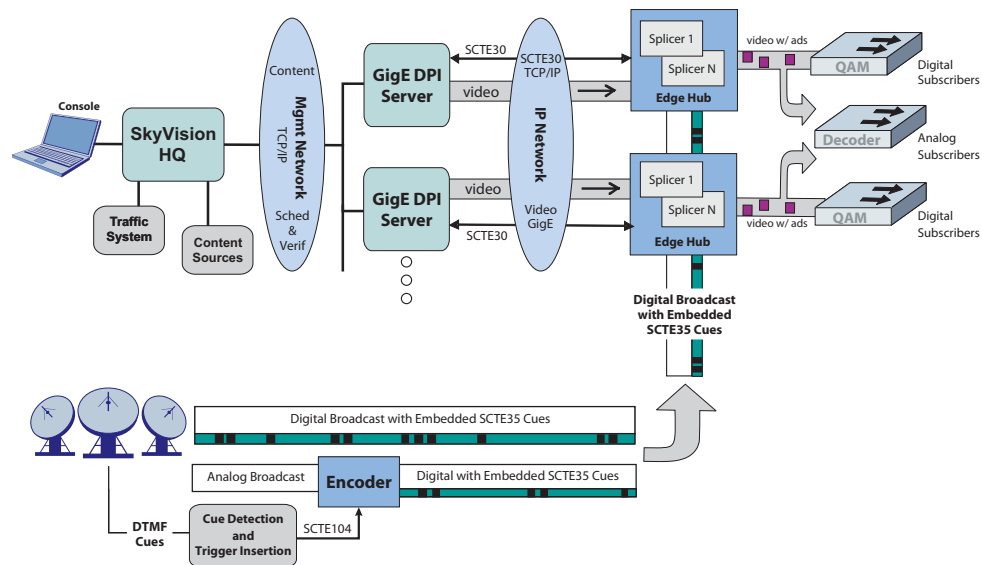 Console
SkyVision
HQ
Traffic
System
Content
Sources
Content
Mgmt Network
TCP/IP
Sched
&
Verif
GigE DPI
Server
SCTE30
video
GigE DPI
Server
video
SCTE30
SCTE30
TCP/IP
IP Network
Video
GigE
Splicer 1
Splicer N
Edge Hub
Splicer 1
Splicer N
Edge Hub
video w/ ads
QAM
Digital
Subscribers
Decoder
Analog
Subscribers
QAM
video w/ ads
Digital
Subscribers
Digital Broadcast
with Embedded
SCTE35 Cues
Digital Broadcast with Embedded SCTE35 Cues
Analog Broadcast
Encoder
Digital with Embedded SCTE35 Cues
DTMF
Cues
Cue Detection
and
Trigger Insertion
SCTE104